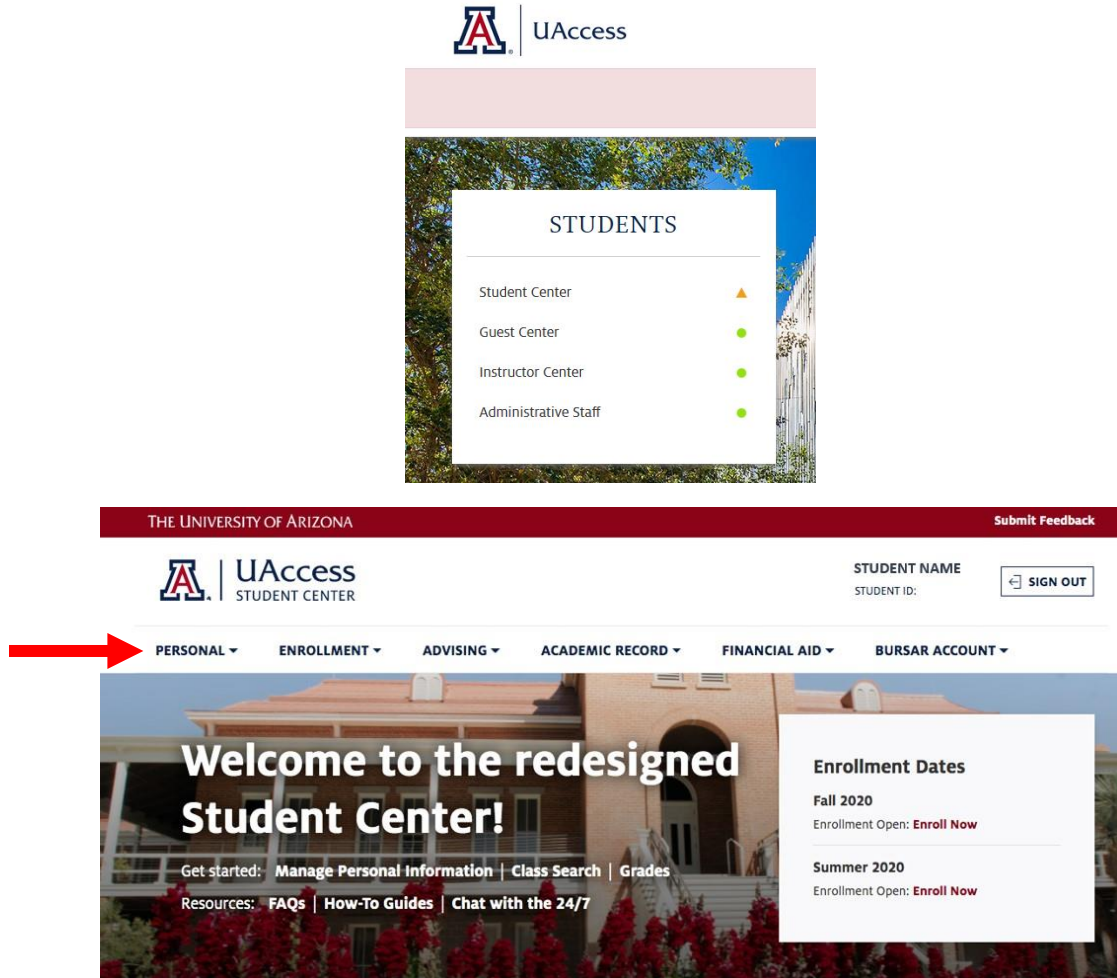 UAccess
STUDENTS
Student Center
Guest Center
Instructor Center
Administrative Staff
THE UNIVERSITY OF ARIZONA
Submit Feedback
UAccess
STUDENT CENTER
STUDENT NAME
STUDENT ID:
SIGN OUT
PERSONAL ENROLLMENT ADVISING ACADEMIC RECORD FINANCIAL AID BURSAR ACCOUNT
Welcome to the redesigned
Student Center!
Get started: Manage Personal Information | Class Search | Grades
Resources: FAQs | How-To Guides | Chat with the 24/7
Enrollment Dates
Fall 2020
Enrollment Open: Enroll Now
Summer 2020
Enrollment Open: Enroll Now